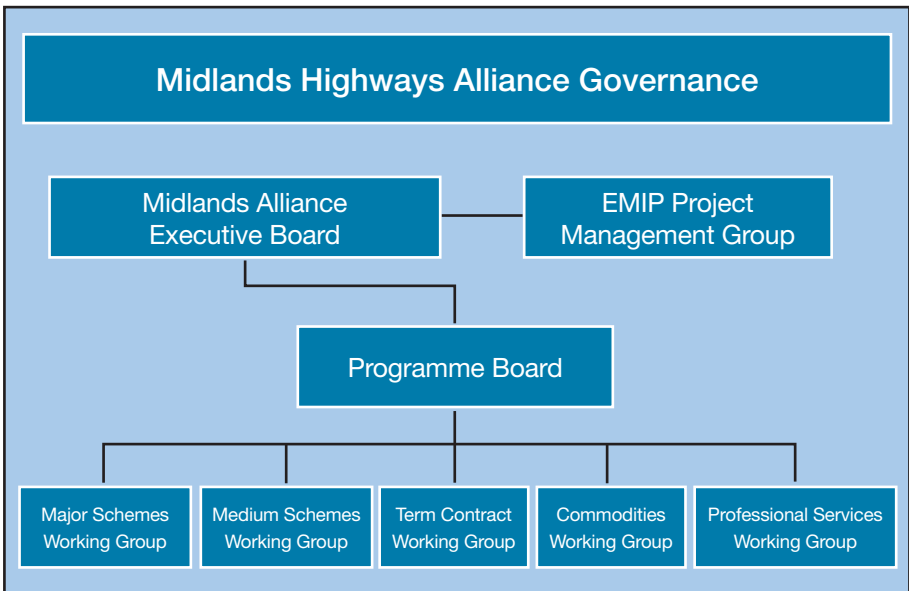 Midlands Highways Alliance Governance
Midlands Alliance
Executive Board
EMIP Project
Management Group
Programme Board
Major Schemes
Working Group
Medium Schemes
Working Group
Term Contract
Working Group
Commodities
Working Group
Professional Services
Working Group